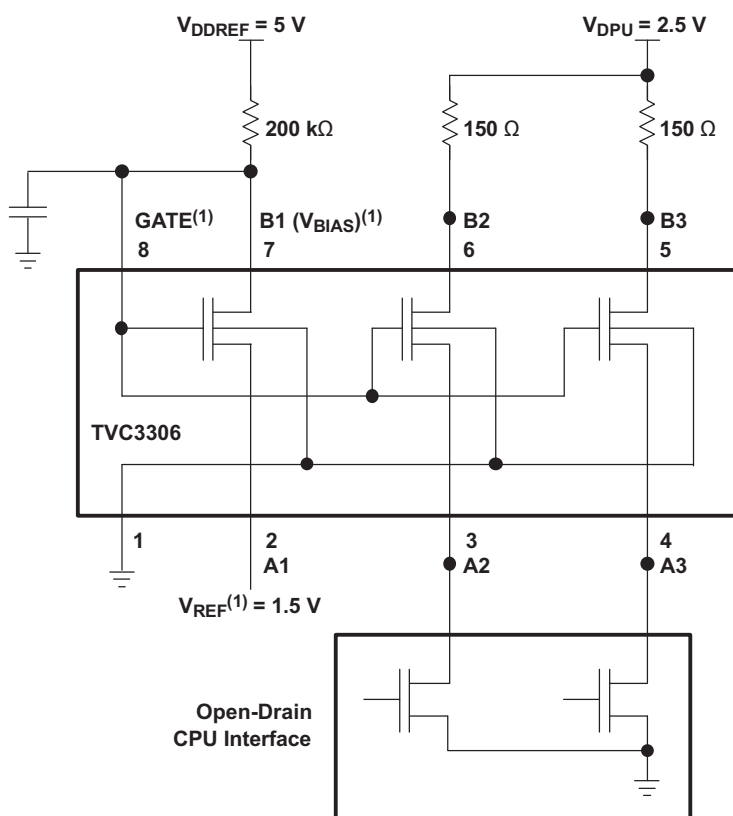 V_DDREF = 5 V
V_DPU = 2.5 V
200 kΩ
150 Ω
150 Ω
GATE(1)
B1 (V_BIAS)(1)
B2
B3
8
7
6
5
TVC3306
1
2
3
4
A1
A2
A3
V_REF(1) = 1.5 V
Open-Drain
CPU Interface